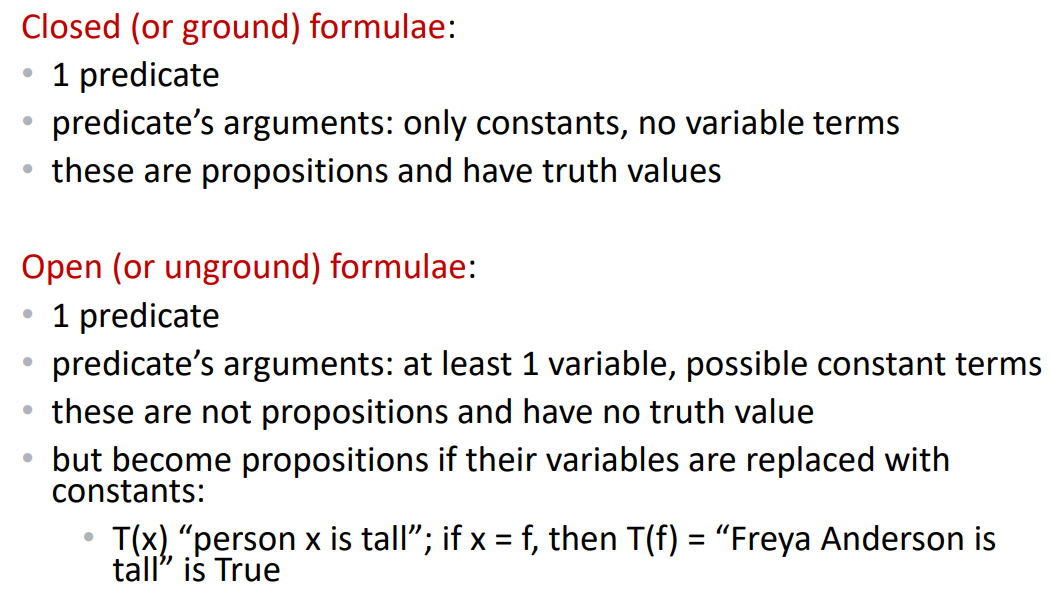 Closed (or ground) formulae:
• 1 predicate
• predicate’s arguments: only constants, no variable terms
• these are propositions and have truth values
Open (or unground) formulae:
• 1 predicate
• predicate’s arguments: at least 1 variable, possible constant terms
• these are not propositions and have no truth value
• but become propositions if their variables are replaced with
constants:
• T(x) “person x is tall”; if x = f, then T(f) = “Freya Anderson is
tall” is True